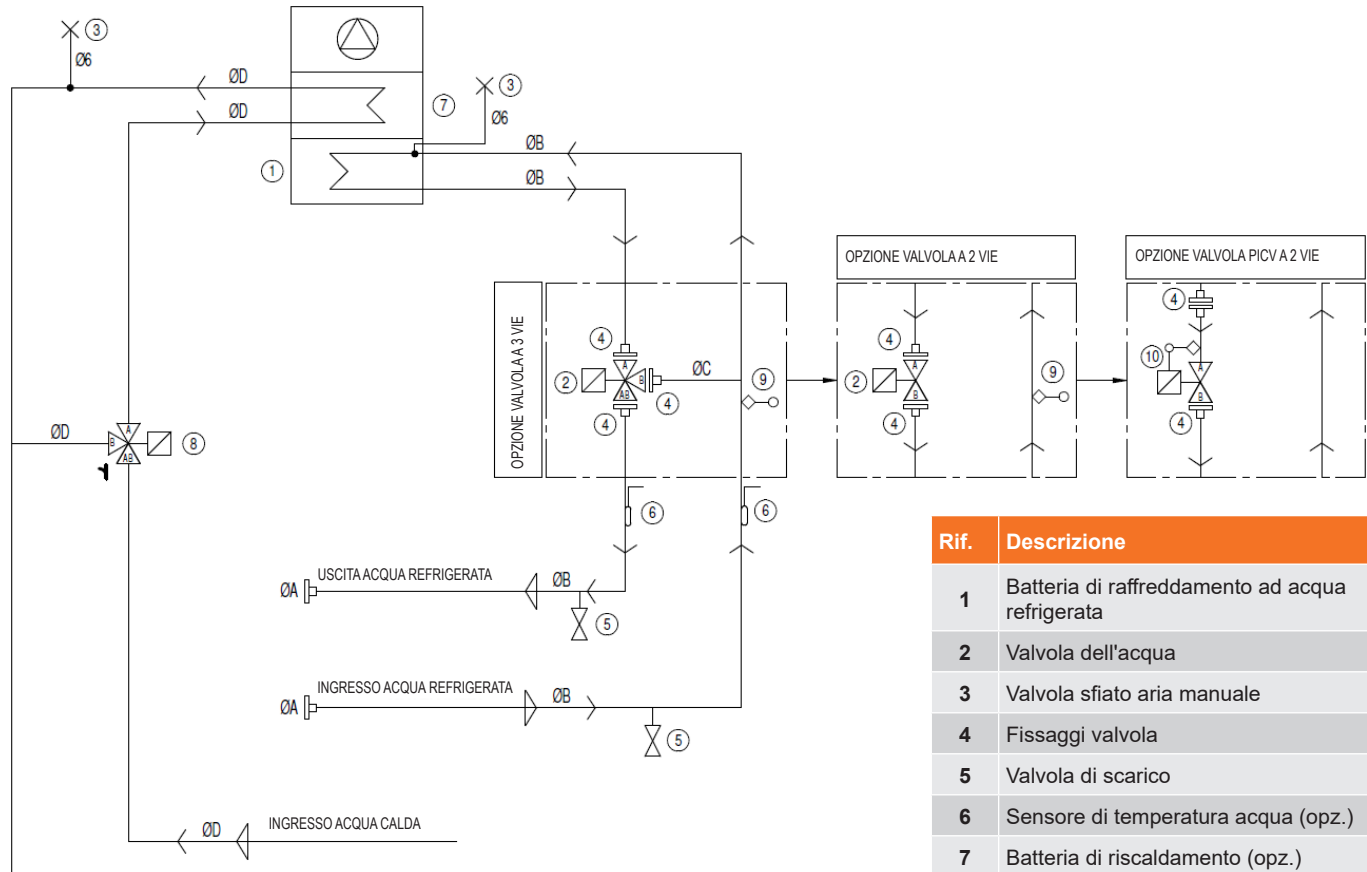 3
Ø6
ØD
ØD
7
3
Ø6
1
ØB
ØB
OPZIONE VALVOLA A 3 VIE
4
2
A
B
AB
4
4
ØC
9
OPZIONE VALVOLA A 2 VIE
4
2
A
B
4
9
OPZIONE VALVOLA PICV A 2 VIE
4
10
A
B
4
ØD
A
B
AB
8
1
6
6
ØA
USCITA ACQUA REFRIGERATA
ØB
5
ØA
INGRESSO ACQUA REFRIGERATA
ØB
5
ØD
INGRESSO ACQUA CALDA
Rif. Descrizione
1 Batteria di raffreddamento ad acqua
refrigerata
2 Valvola dell'acqua
3 Valvola sfiato aria manuale
4 Fissaggi valvola
5 Valvola di scarico
6 Sensore di temperatura acqua (opz.)
7 Batteria di riscaldamento (opz.)